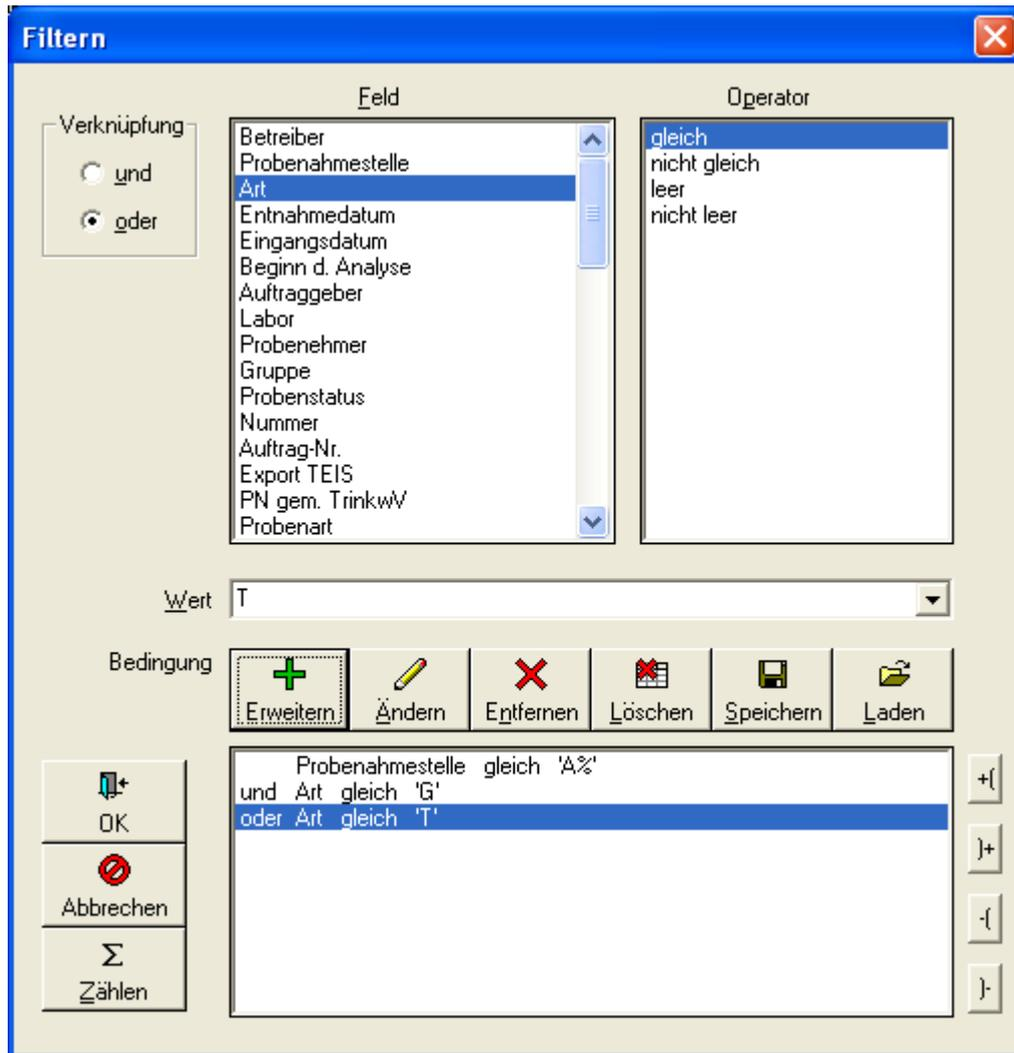 Filtern
Feld
Operator
Verknüpfung
und
oder
Betreiber
Probenahmestelle
Art
Entnahmedatum
Eingangsdatum
Beginn d. Analyse
Auftraggeber
Labor
Probenehmer
Gruppe
Probenstatus
Nummer
Auftrag-Nr.
Export TEIS
PN gem. TrinkwV
Probenart
gleich
nicht gleich
leer
nicht leer
Wert T
Bedingung
Erweitern
Ändern
Entfernen
Löschen
Speichern
Laden
Probenahmestelle gleich 'A%'
und Art gleich 'G'
oder Art gleich 'T'
OK
Abbrechen
Σ
Zählen
+(
)+
-(
)-